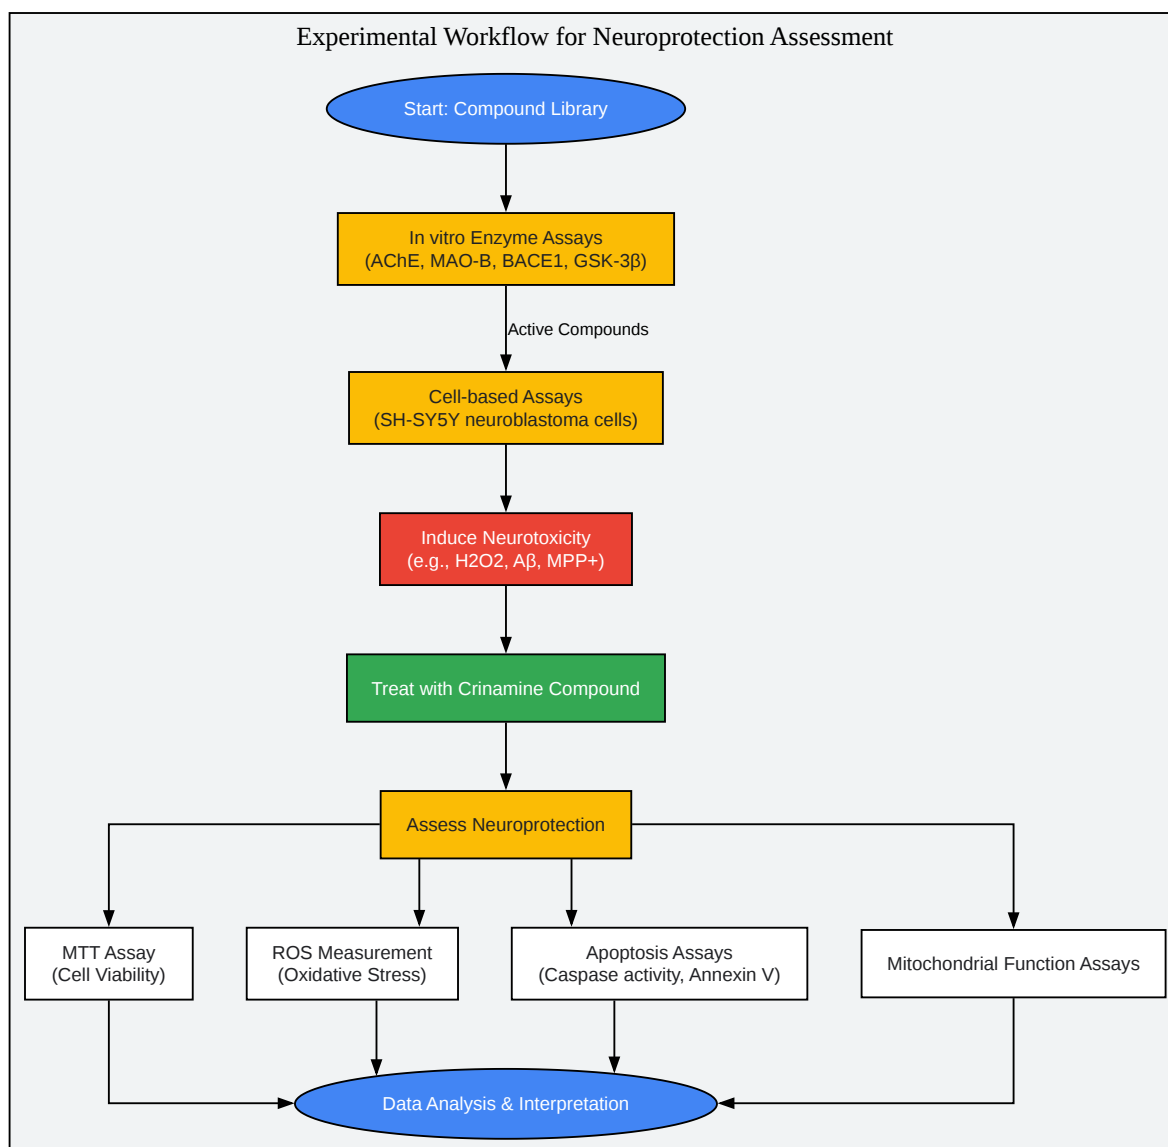 Experimental Workflow for Neuroprotection Assessment
Start: Compound Library
In vitro Enzyme Assays
(AChE, MAO-B, BACE1, GSK-3β)
Active Compounds
Cell-based Assays
(SH-SY5Y neuroblastoma cells)
Induce Neurotoxicity
(e.g., H2O2, Aβ, MPP+)
Treat with Crinamine Compound
Assess Neuroprotection
MTT Assay
(Cell Viability)
ROS Measurement
(Oxidative Stress)
Apoptosis Assays
(Caspase activity, Annexin V)
Mitochondrial Function Assays
Data Analysis & Interpretation